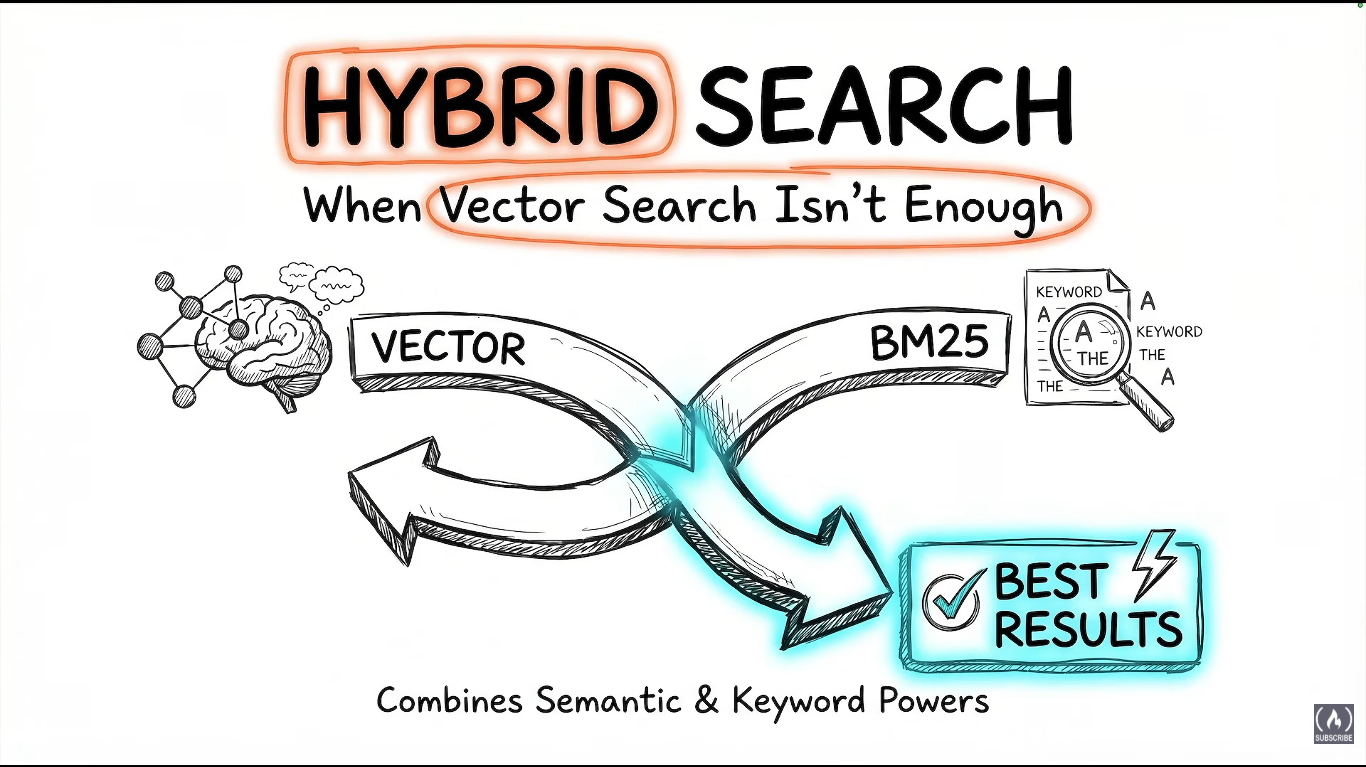 HYBRID SEARCH
When Vector Search Isn't Enough
VECTOR
BM25
KEYWORD
A
A
THE
THE
A
KEYWORD
THE
A
BEST
RESULTS
Combines Semantic & Keyword Powers
SUBSCRIBE